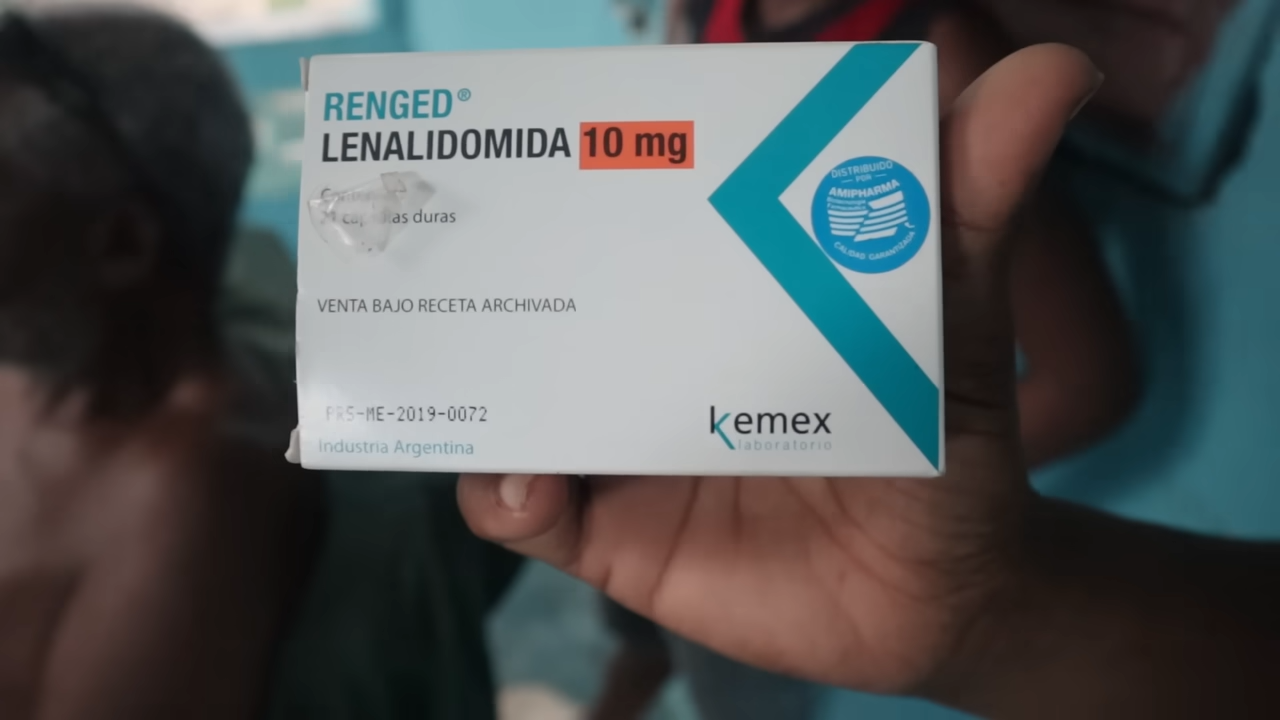 RENGED®
LENALIDOMIDA 10 mg
duras
VENTA BAJO RECETA ARCHIVADA
PRS-ME-2019-0072
Industria Argentina
kemex
laboratorio
DISTRIBUIDO
POR
AMIPHARMA
CALIDAD GARANTIZADA